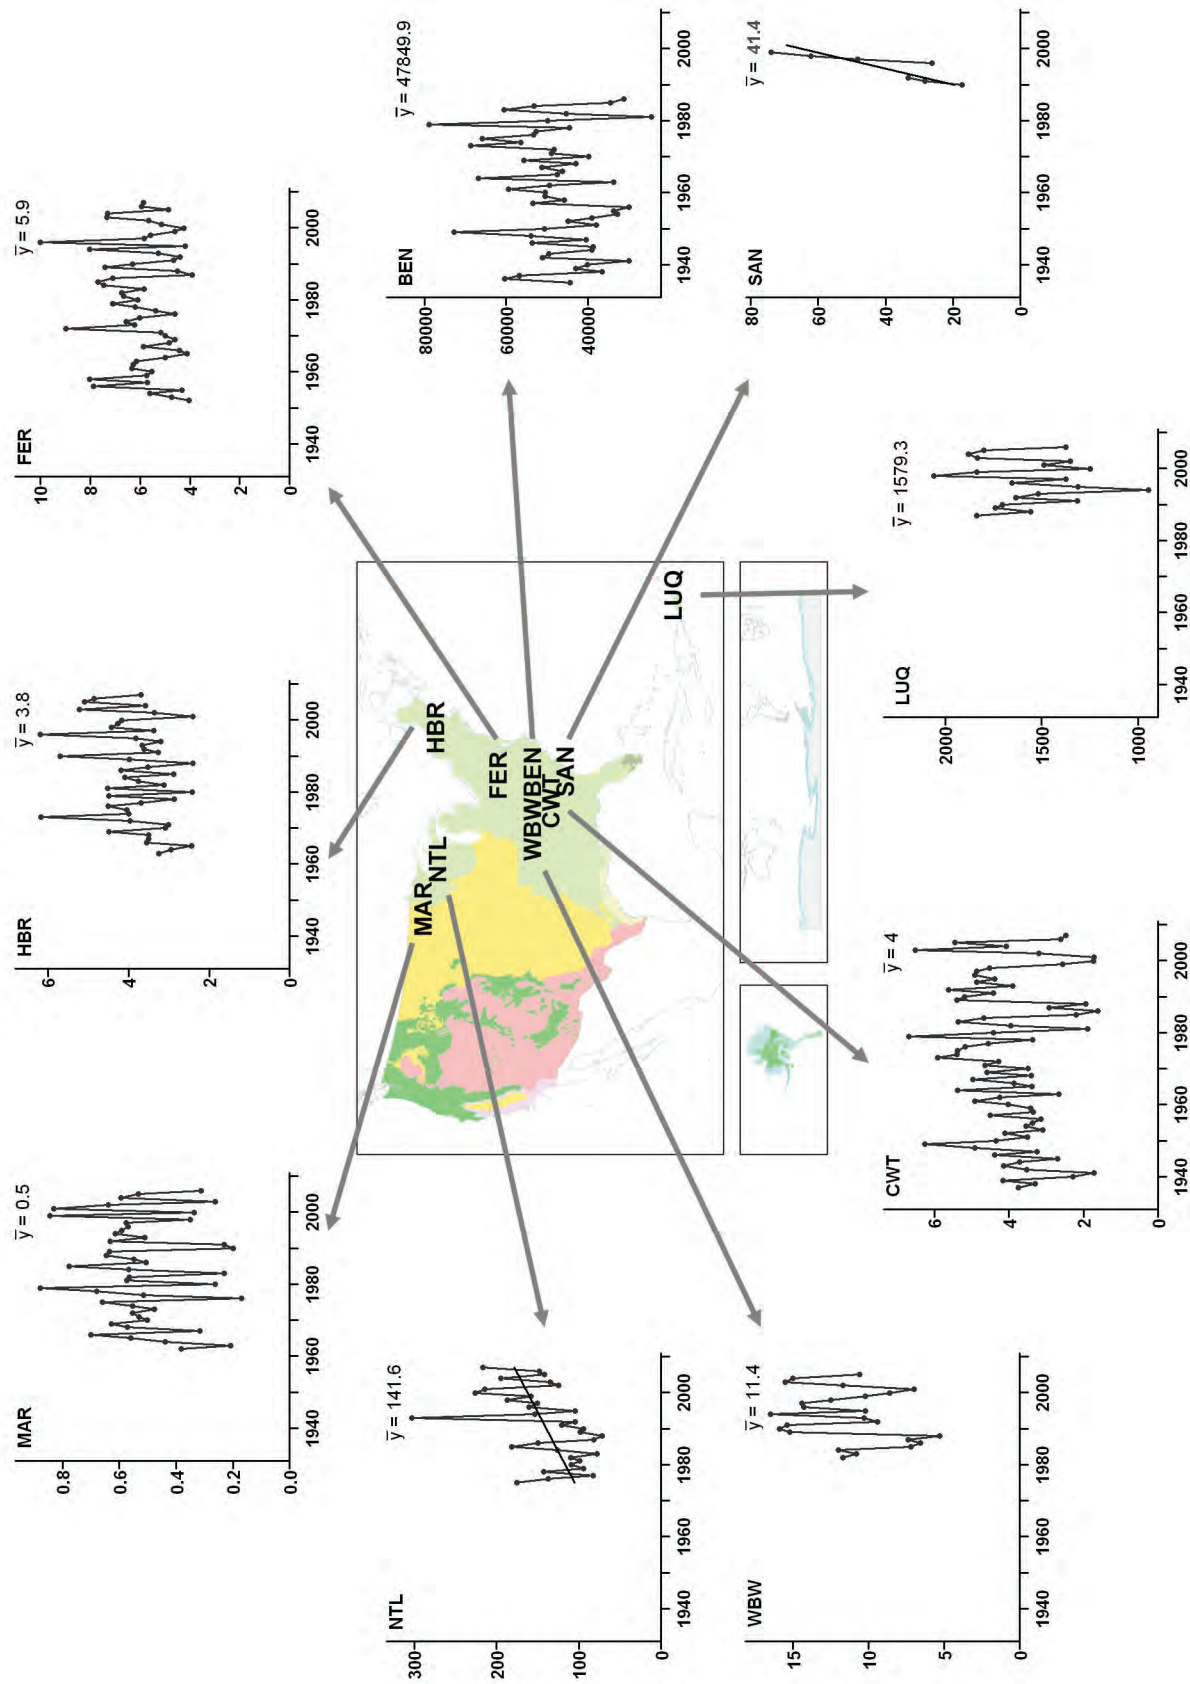 MAR
y̅ = 0.5
0.8
0.6
0.4
0.2
0.0
1940
1960
1980
2000
HBR
y̅ = 3.8
6
4
2
0
1940
1960
1980
2000
FER
y̅ = 5.9
10
8
6
4
2
0
1940
1960
1980
2000
NTL
y̅ = 141.6
300
200
100
0
1940
1960
1980
2000
MAR
NTL
HBR
FER
WBW
BEN
CWT
SAN
LUQ
BEN
y̅ = 47849.9
80000
60000
40000
1940
1960
1980
2000
WBW
y̅ = 11.4
15
10
5
0
1940
1960
1980
2000
SAN
y̅ = 41.4
80
60
40
20
0
1940
1960
1980
2000
CWT
y̅ = 4
6
4
2
0
1940
1960
1980
2000
LUQ
y̅ = 1579.3
2000
1500
1000
1940
1960
1980
2000